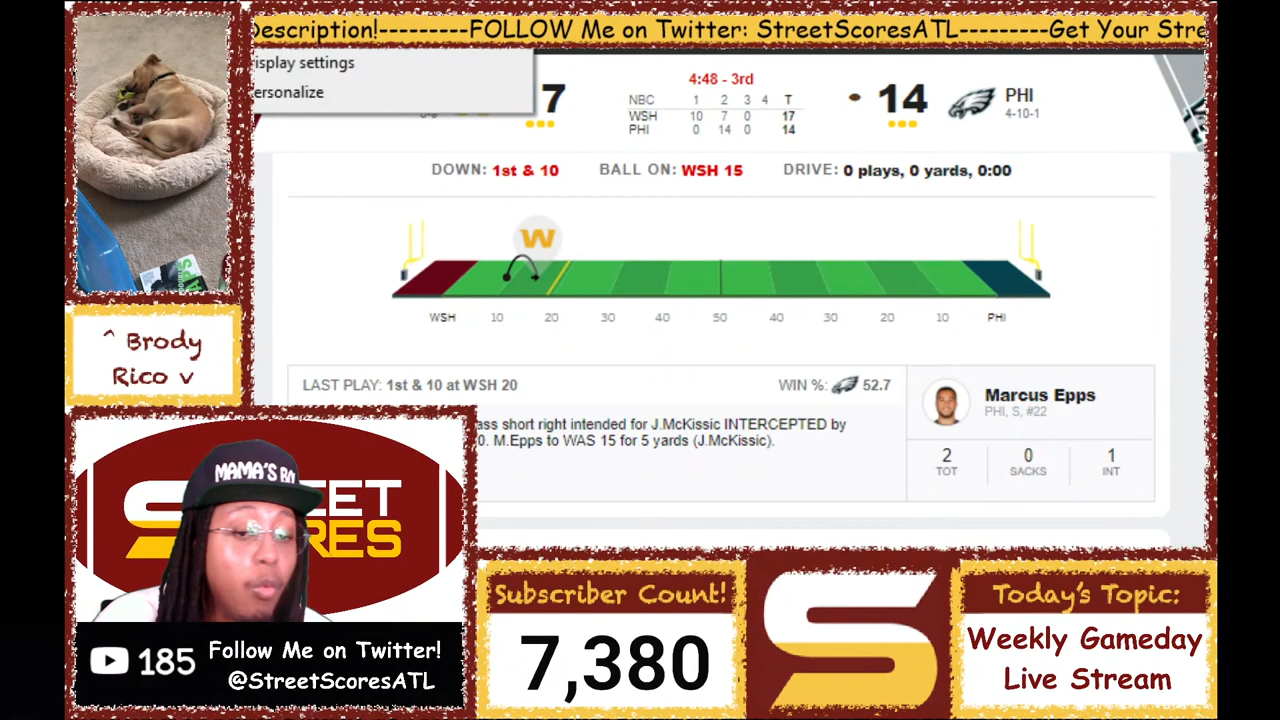 Description!---------FOLLOW Me on Twitter: StreetScoresATL---------Get Your Stre
isplay settings
ersonalize
7
4:48 - 3rd
NBC 1 2 3 4 T
WSH 10 7 0 17
PHI 0 14 0 14
14
PHI
4-10-1
DOWN: 1st & 10
BALL ON: WSH 15
DRIVE: 0 plays, 0 yards, 0:00
W
WSH 10 20 30 40 50 40 30 20 10 PHI
LAST PLAY: 1st & 10 at WSH 20
WIN %: 52.7
ass short right intended for J.McKissic INTERCEPTED by
0. M.Epps to WAS 15 for 5 yards (J.McKissic).
Marcus Epps
PHI, S, #22
2 0 1
TOT SACKS INT
^ Brody
Rico v
MAMA'S BO
EET
RES
185
Follow Me on Twitter!
@StreetScoresATL
Subscriber Count!
7,380
S
Today's Topic:
Weekly Gameday
Live Stream